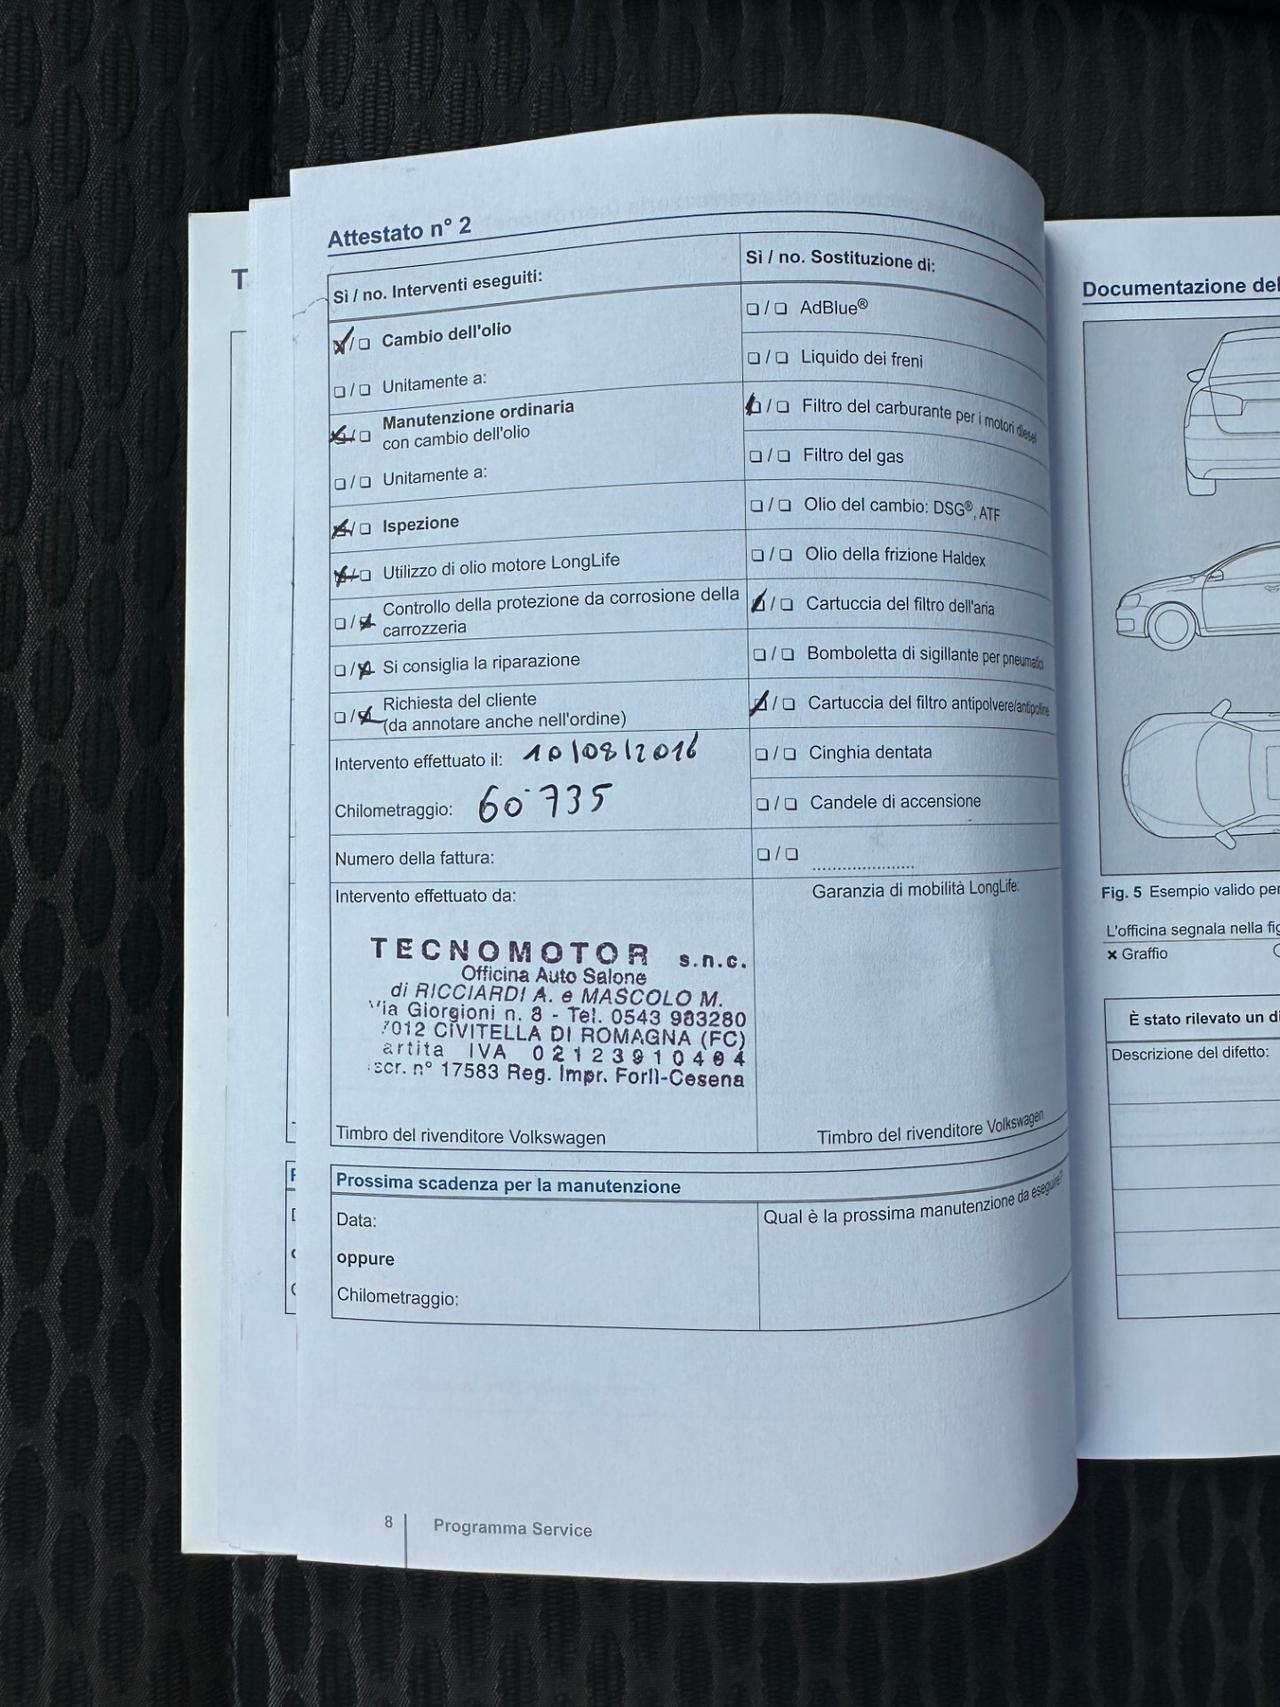 Attestato n° 2
Sì / no. Interventi eseguiti:
❏ / ❏ Cambio dell'olio
❏ / ❏ Unitamente a:
❏ / ❏ Manutenzione ordinaria
con cambio dell'olio
❏ / ❏ Unitamente a:
❏ / ❏ Ispezione
❏ / ❏ Utilizzo di olio motore LongLife
❏ / ❏ Controllo della protezione da corrosione della
carrozzeria
❏ / ❏ Si consiglia la riparazione
❏ / ❏ Richiesta del cliente
(da annotare anche nell'ordine)
Intervento effettuato il: 10/08/2016
Chilometraggio: 60.735
Numero della fattura:
Intervento effettuato da:
TECNOMOTOR s.n.c.
Officina Auto Salone
di RICCIARDI A. e MASCOLO M.
Via Giorgioni n. 8 - Tel. 0543 983280
7012 CIVITELLA DI ROMAGNA (FC)
artita IVA 02123910404
scr. n° 17583 Reg. Impr. Forlì-Cesena
Timbro del rivenditore Volkswagen
Sì / no. Sostituzione di:
❏ / ❏ AdBlue®
❏ / ❏ Liquido dei freni
❏ / ❏ Filtro del carburante per i motori diesel
❏ / ❏ Filtro del gas
❏ / ❏ Olio del cambio: DSG®, ATF
❏ / ❏ Olio della frizione Haldex
❏ / ❏ Cartuccia del filtro dell'aria
❏ / ❏ Bomboletta di sigillante per pneumatici
❏ / ❏ Cartuccia del filtro antipolvere/antipolline
❏ / ❏ Cinghia dentata
❏ / ❏ Candele di accensione
❏ / ❏ ....................
Garanzia di mobilità LongLife:
Timbro del rivenditore Volkswagen
Prossima scadenza per la manutenzione
Data:
oppure
Chilometraggio:
Qual è la prossima manutenzione da eseguire?
8 Programma Service
Documentazione del
Fig. 5 Esempio valido per
L'officina segnala nella fig
× Graffio
È stato rilevato un di
Descrizione del difetto: